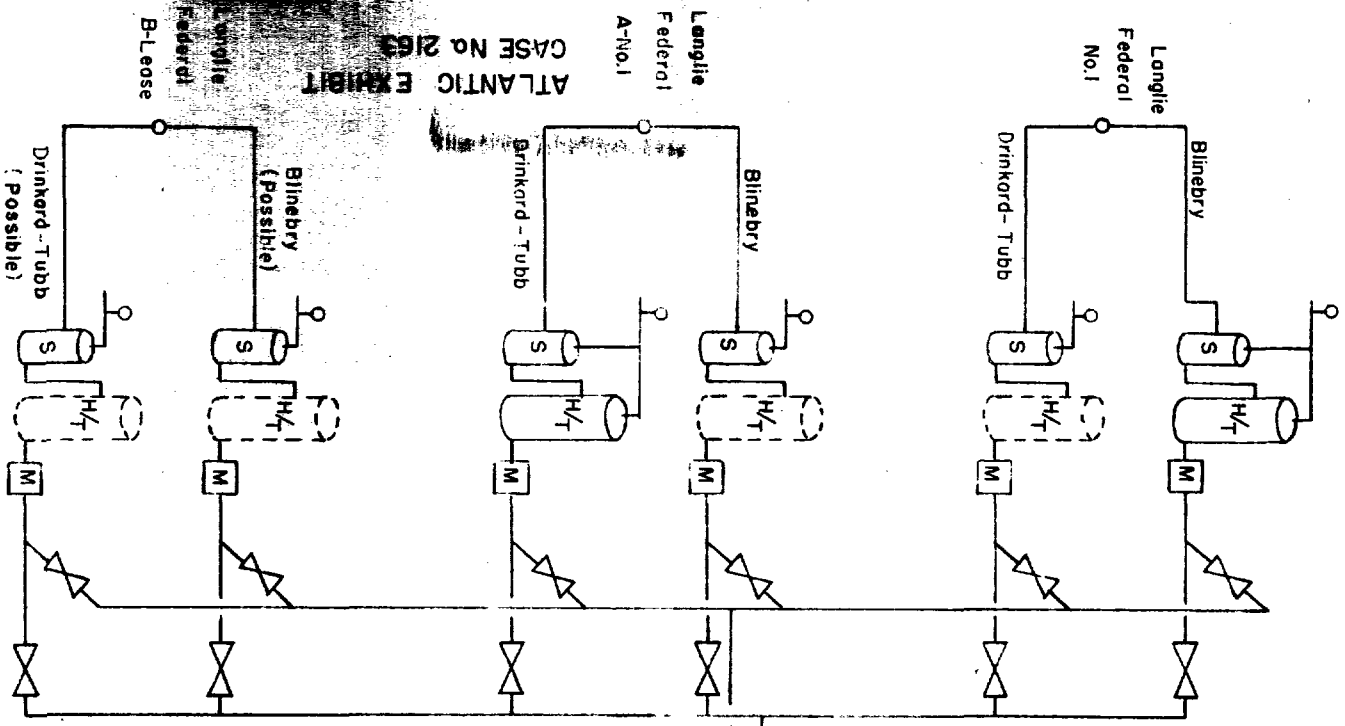 Langlie
Federal
No.1
Blinebry
Drinkard-Tubb
S
H/T
M
S
H/T
M
Langlie
Federal
A-No.1
Blinebry
Drinkard-Tubb
S
H/T
M
S
H/T
M
ATLANTIC EXHIBIT
CASE No. 2163
Langlie
Federal
B-Lease
Blinebry
(Possible)
Drinkard-Tubb
(Possible)
S
H/T
M
S
H/T
M